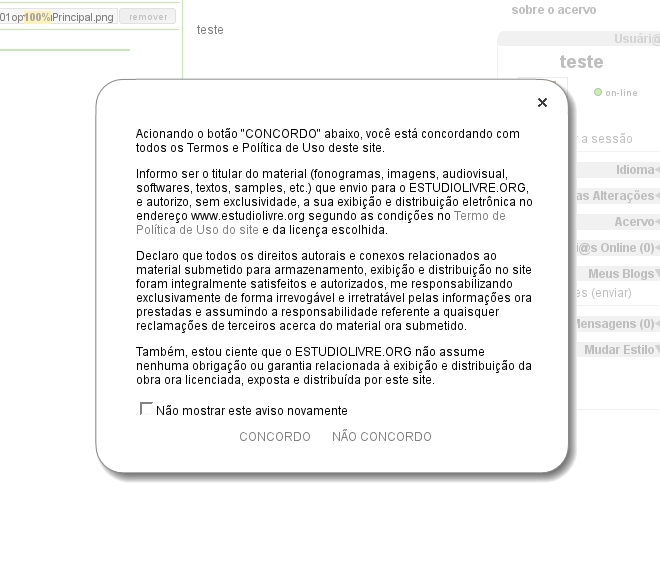 01op100%Principal.png remover
teste
sobre o acervo
Usuári@
teste
on-line
r a sessão
Idioma
as Alterações
Acervo
i@s Online (0)
Meus Blogs
es (enviar)
Mensagens (0)
Mudar Estilo
Acionando o botão "CONCORDO" abaixo, você está concordando com
todos os Termos e Política de Uso deste site.
Informo ser o titular do material (fonogramas, imagens, audiovisual,
softwares, textos, samples, etc.) que envio para o ESTUDIOLIVRE.ORG,
e autorizo, sem exclusividade, a sua exibição e distribuição eletrônica no
endereço www.estudiolivre.org segundo as condições no Termo de
Política de Uso do site e da licença escolhida.
Declaro que todos os direitos autorais e conexos relacionados ao
material submetido para armazenamento, exibição e distribuição no site
foram integralmente satisfeitos e autorizados, me responsabilizando
exclusivamente de forma irrevogável e irretratável pelas informações ora
prestadas e assumindo a responsabilidade referente a quaisquer
reclamações de terceiros acerca do material ora submetido.
Também, estou ciente que o ESTUDIOLIVRE.ORG não assume
nenhuma obrigação ou garantia relacionada à exibição e distribuição da
obra ora licenciada, exposta e distribuída por este site.
Não mostrar este aviso novamente
CONCORDO NÃO CONCORDO